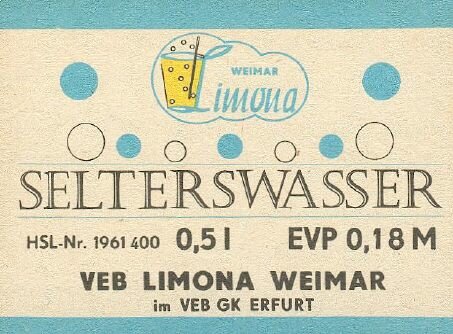 WEIMAR
Limona
SELTERSWASSER
HSL-Nr. 1961 400 0,5 l EVP 0,18 M
VEB LIMONA WEIMAR
im VEB GK ERFURT